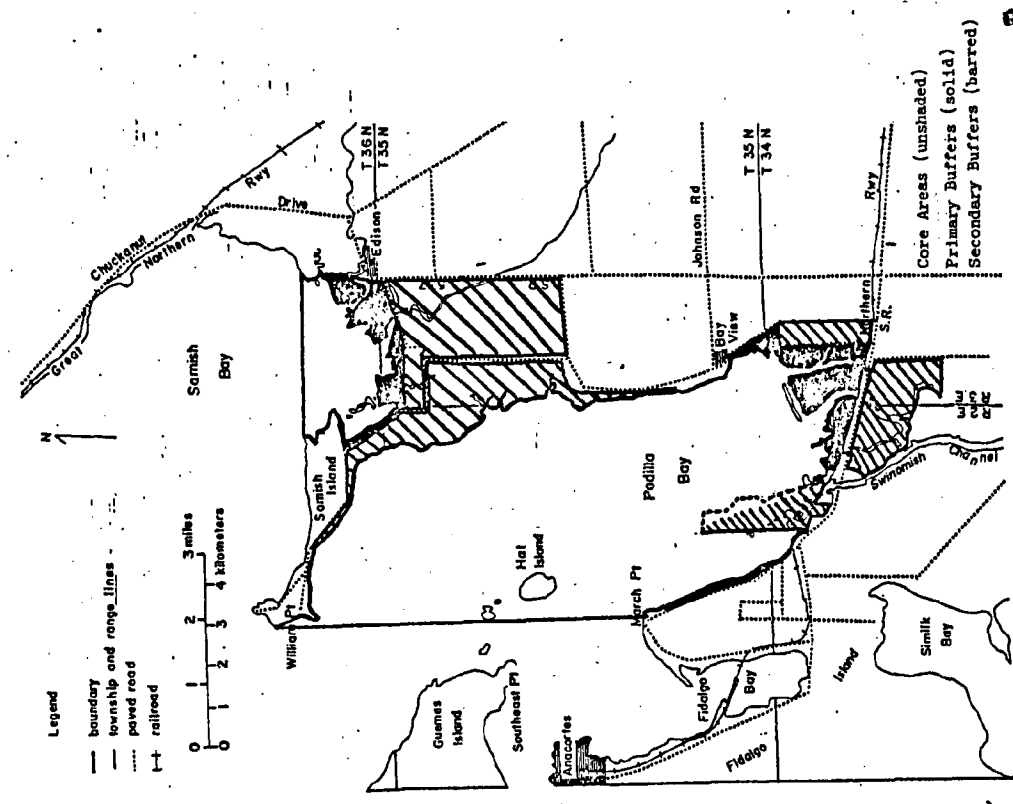 Legend
boundary
township and range lines
paved road
railroad
0 1 2 3 miles
0 1 2 3 4 kilometers
N
Great Northern Rwy
Chuckanut Drive
Samish
Bay
Samish
Island
William Pt
T 36 N
T 35 N
Edison
Guemes
Island
Southeast Pt
Hat
Island
Padilla
Bay
Johnson Rd
Bay
View
T 35 N
T 34 N
March Pt
Anacortes
Fidalgo
Bay
Fidalgo
Island
Similk
Bay
Swinomish
Channel
Northern Rwy
S.R.
Core Areas (unshaded)
Primary Buffers (solid)
Secondary Buffers (barred)